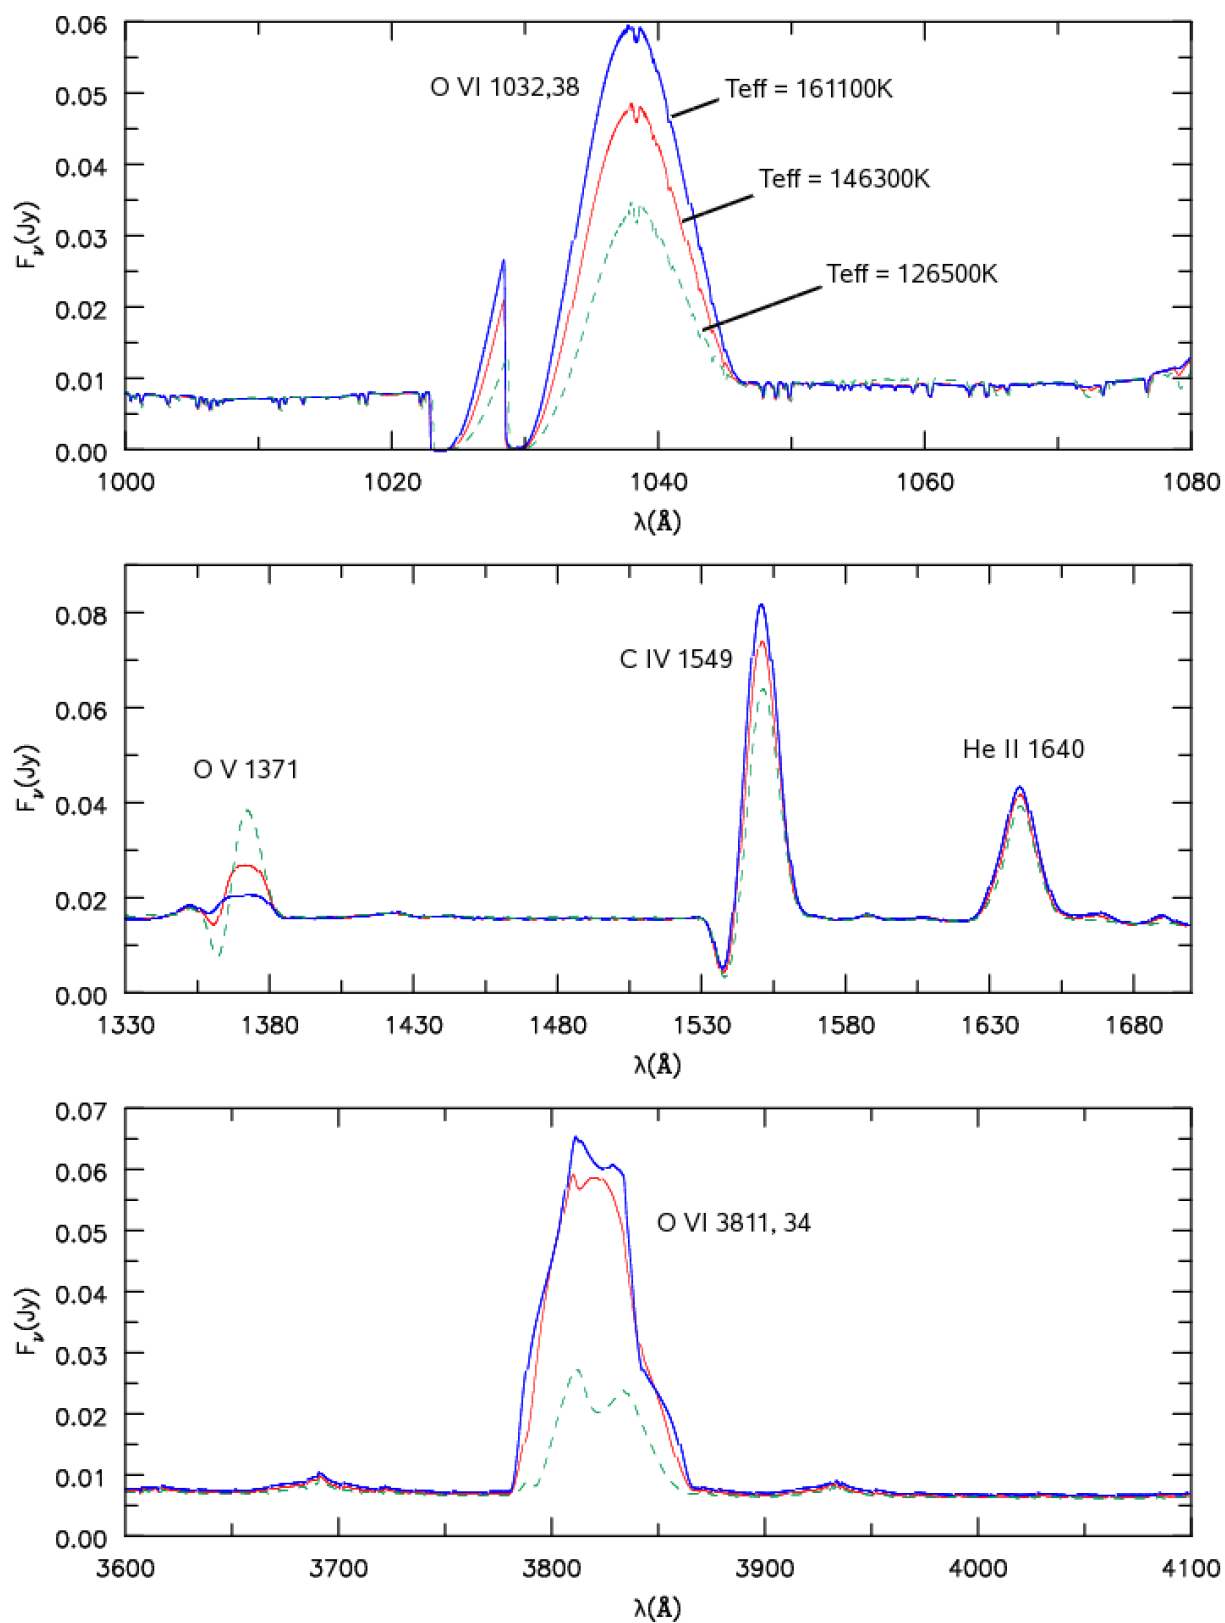 0.06
0.05
0.04
0.03
0.02
0.01
0.00
F𝜈(Jy)
O VI 1032,38
Teff = 161100K
Teff = 146300K
Teff = 126500K
1000 1020 1040 1060 1080
λ(Å)
0.08
0.06
0.04
0.02
0.00
F𝜈(Jy)
C IV 1549
He II 1640
O V 1371
1330 1380 1430 1480 1530 1580 1630 1680
λ(Å)
0.07
0.06
0.05
0.04
0.03
0.02
0.01
0.00
F𝜈(Jy)
O VI 3811, 34
3600 3700 3800 3900 4000 4100
λ(Å)